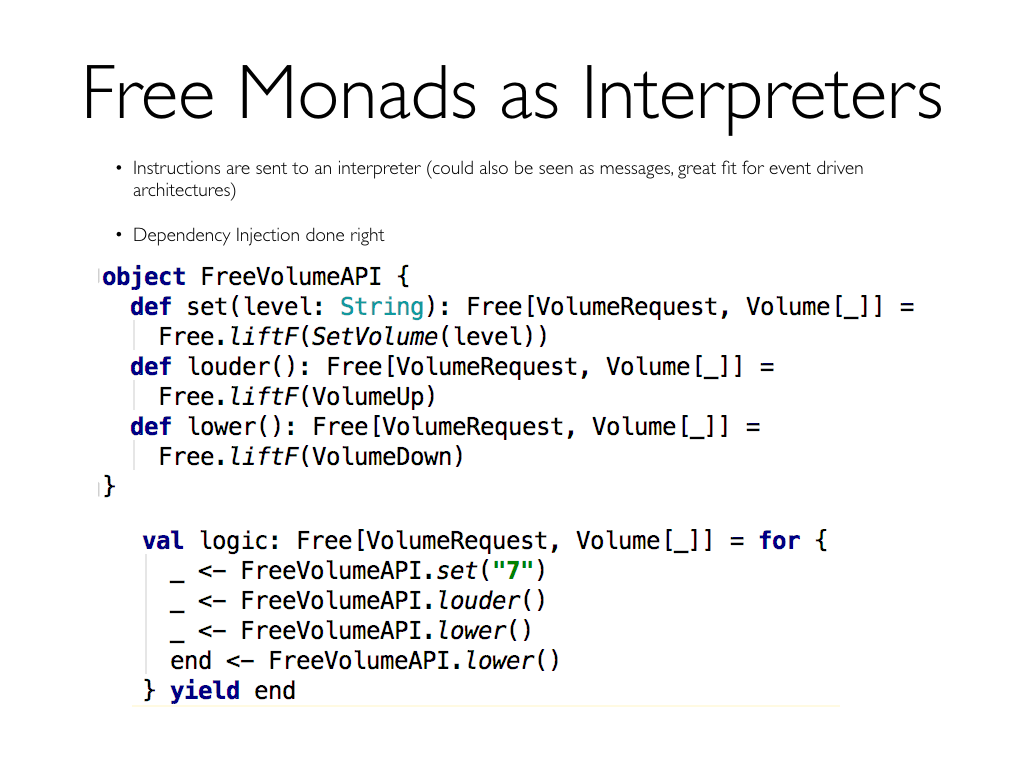 Free Monads as Interpreters
• Instructions are sent to an interpreter (could also be seen as messages, great fit for event driven
architectures)
• Dependency Injection done right
object FreeVolumeAPI {
  def set(level: String): Free[VolumeRequest, Volume[_]] =
    Free.liftF(SetVolume(level))
  def louder(): Free[VolumeRequest, Volume[_]] =
    Free.liftF(VolumeUp)
  def lower(): Free[VolumeRequest, Volume[_]] =
    Free.liftF(VolumeDown)
}
val logic: Free[VolumeRequest, Volume[_]] = for {
  _ <- FreeVolumeAPI.set("7")
  _ <- FreeVolumeAPI.louder()
  _ <- FreeVolumeAPI.lower()
  end <- FreeVolumeAPI.lower()
} yield end